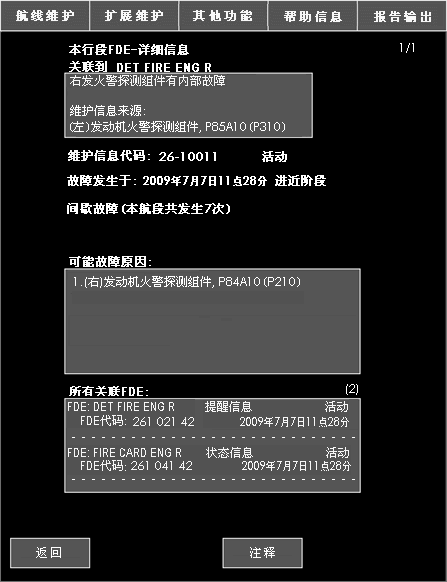 航线维护 扩展维护 其他功能 帮助信息 报告输出
本行段FDE-详细信息 1/1
关联到 DET FIRE ENG R
右发火警探测组件有内部故障
维护信息来源:
(左)发动机火警探测组件, P85A10 (P310)
维护信息代码: 26-10011 活动
故障发生于: 2009年7月7日11点28分 进近阶段
间歇故障(本航段共发生7次)
可能故障原因:
1.(右)发动机火警探测组件, P84A10 (P210)
所有关联FDE: (2)
FDE: DET FIRE ENG R 提醒信息 活动
FDE代码: 261 021 42 2009年7月7日11点28分
FDE: FIRE CARD ENG R 状态信息 活动
FDE代码: 261 041 42 2009年7月7日11点28分
返回 注释